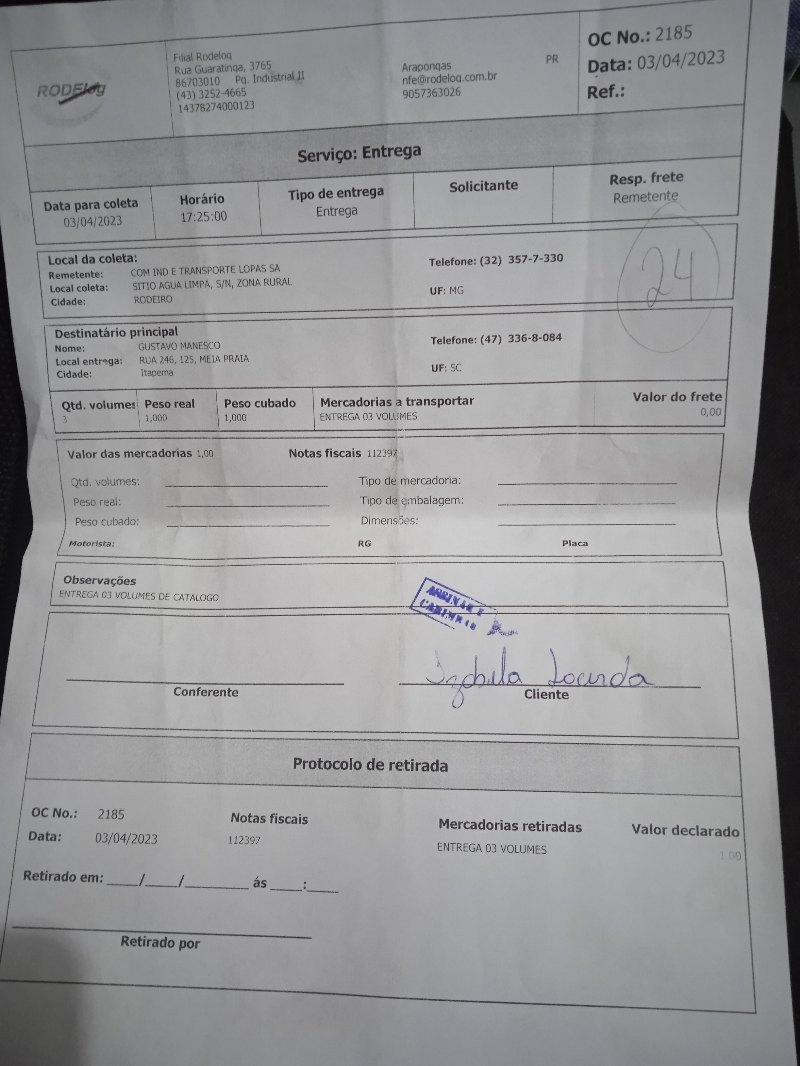 RODELOG
Filial Rodeloq
Rua Guaratinqa, 3765
86703010 Pq. Industrial II
(43) 3252-4665
14378274000123
Arapongas PR
nfe@rodeloq.com.br
9057363026
OC No.: 2185
Data: 03/04/2023
Ref.:
Serviço: Entrega
Data para coleta Horário Tipo de entrega Solicitante Resp. frete
03/04/2023 17:25:00 Entrega Remetente
24
Local da coleta:
Remetente: COM IND E TRANSPORTE LOPAS SA Telefone: (32) 357-7-330
Local coleta: SITIO AGUA LIMPA, S/N, ZONA RURAL
Cidade: RODEIRO UF: MG
Destinatário principal
Nome: GUSTAVO MANESCO Telefone: (47) 336-8-084
Local entrega: RUA 246, 125, MEIA PRAIA
Cidade: Itapema UF: SC
Qtd. volumes Peso real Peso cubado Mercadorias a transportar Valor do frete
3 1,000 1,000 ENTREGA 03 VOLUMES 0,00
Valor das mercadorias 1,00 Notas fiscais 112397
Qtd. volumes: Tipo de mercadoria:
Peso real: Tipo de embalagem:
Peso cubado: Dimensões:
Motorista: RG Placa
Observações
ENTREGA 03 VOLUMES DE CATALOGO
ASSINAR E
Conferente Cliente
Protocolo de retirada
OC No.: 2185 Notas fiscais Mercadorias retiradas Valor declarado
Data: 03/04/2023 112397 ENTREGA 03 VOLUMES 1,00
Retirado em: ____/____/________ ás ____:____
Retirado por